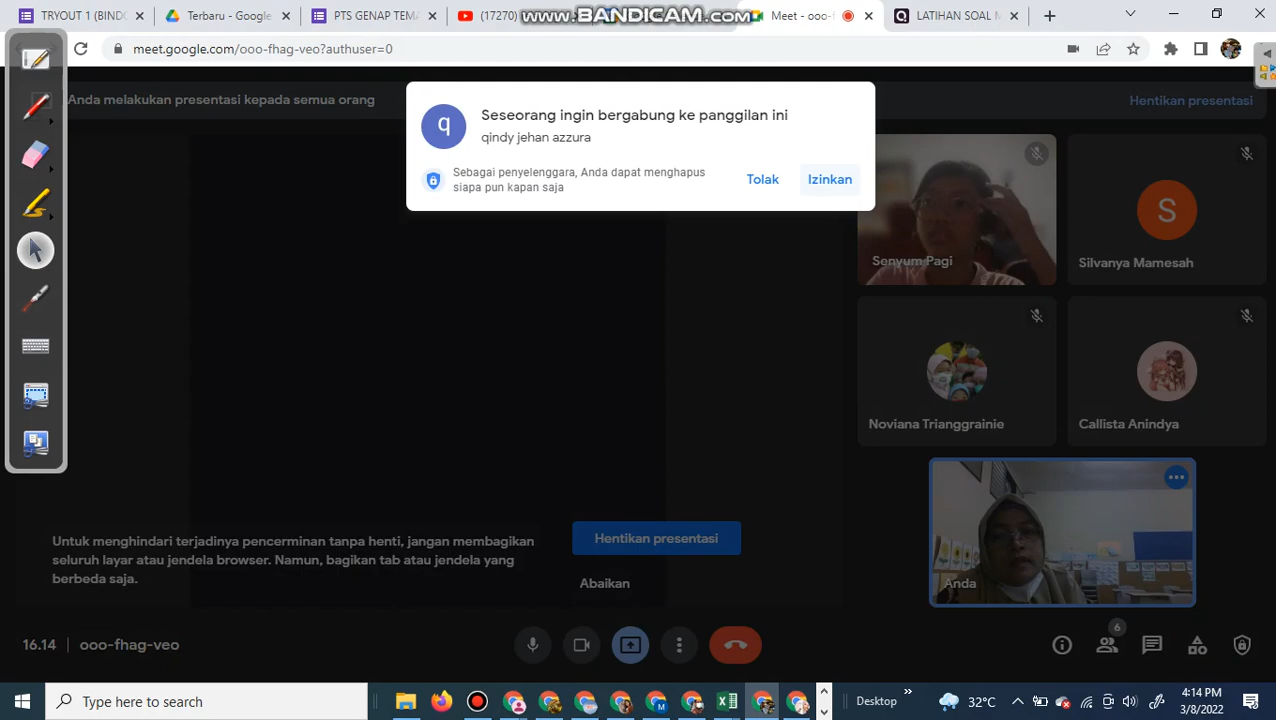 TRYOUT 1 (BINDO
Terbaru - Google
PTS GENAP TEMA
(17270)
WWW.BANDICAM.COM
Meet - ooo-f
LATIHAN SOAL M
meet.google.com/ooo-fhag-veo?authuser=0
Anda melakukan presentasi kepada semua orang
Hentikan presentasi
q
Seseorang ingin bergabung ke panggilan ini
qindy jehan azzura
Sebagai penyelenggara, Anda dapat menghapus
siapa pun kapan saja
Tolak
Izinkan
Senyum Pagi
S
Silvanya Mamesah
Noviana Trianggrainie
Callista Anindya
Untuk menghindari terjadinya pencerminan tanpa henti, jangan membagikan
seluruh layar atau jendela browser. Namun, bagikan tab atau jendela yang
berbeda saja.
Hentikan presentasi
Abaikan
Anda
16.14 | ooo-fhag-veo
6
Type here to search
Desktop
32°C
4:14 PM
3/8/2022